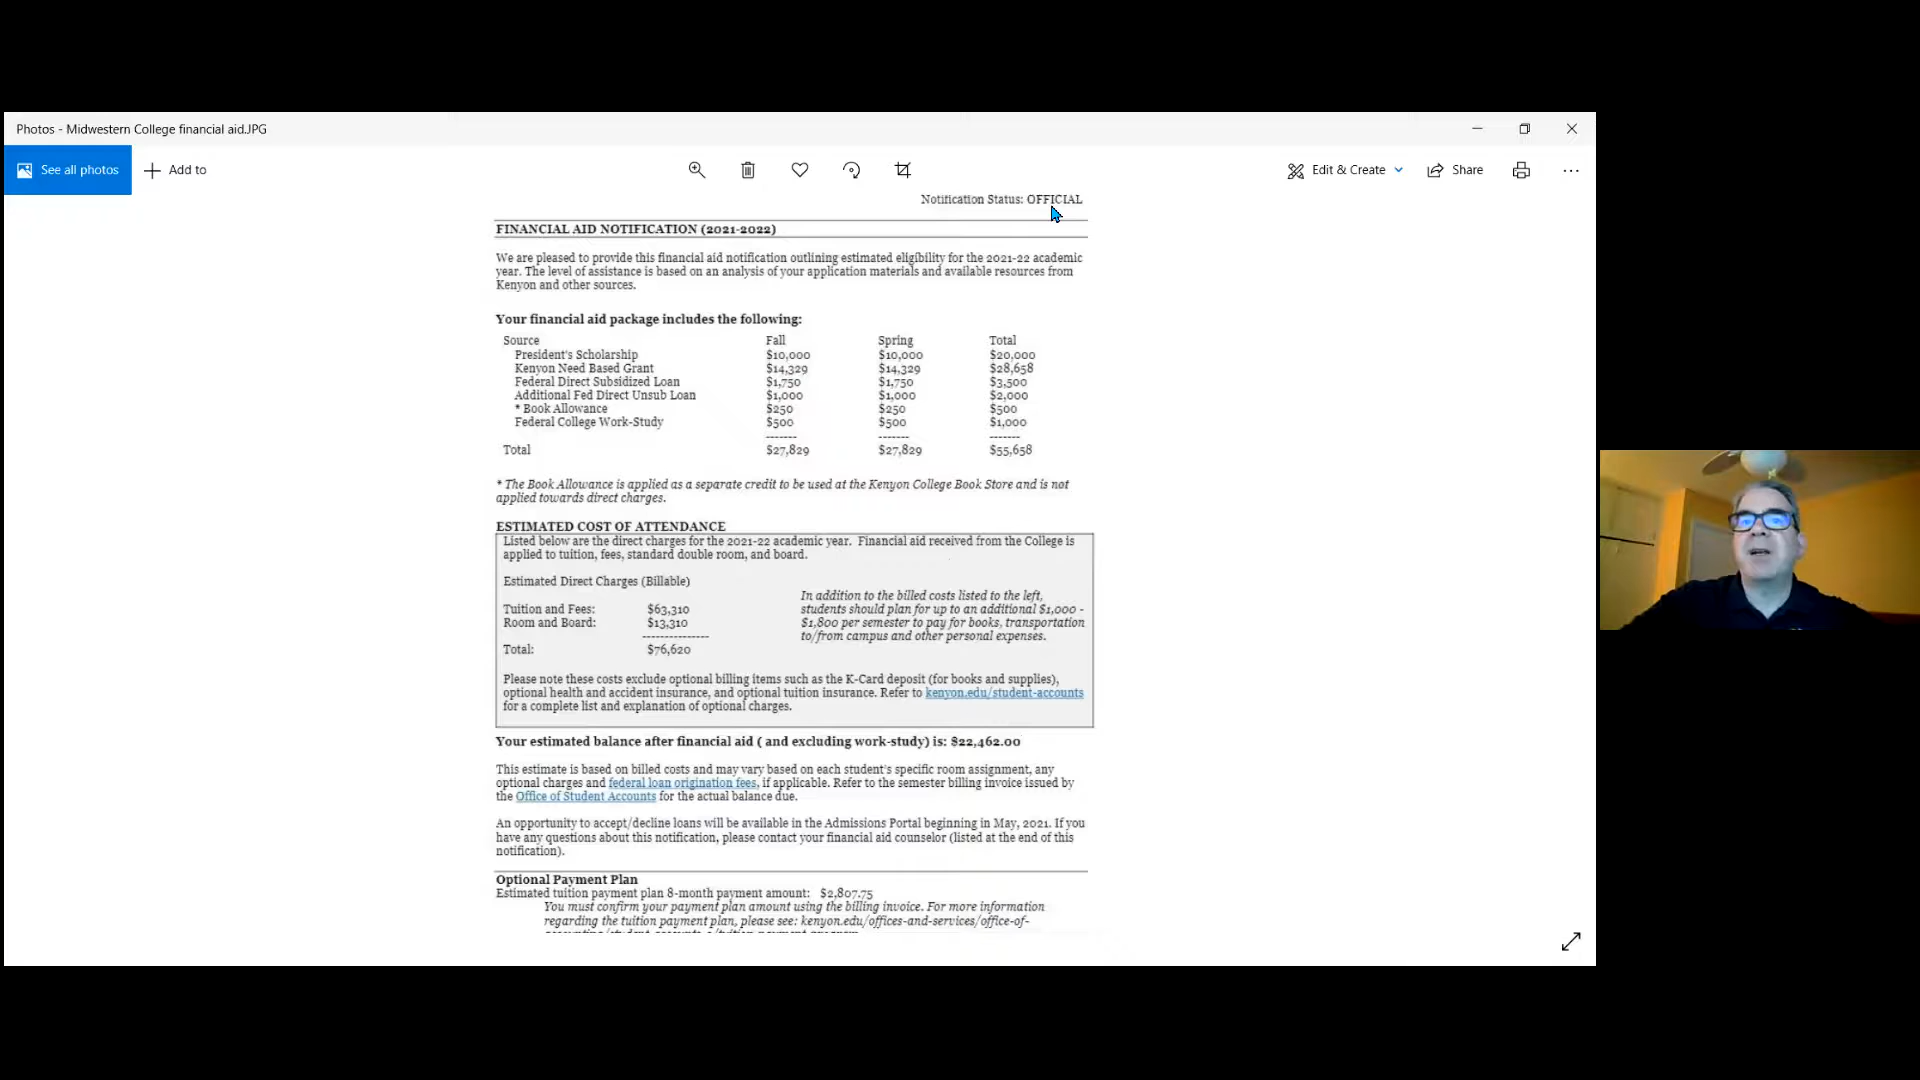 Photos - Midwestern College financial aid.JPG
See all photos
Add to
Edit & Create
Share
Notification Status: OFFICIAL
FINANCIAL AID NOTIFICATION (2021-2022)
We are pleased to provide this financial aid notification outlining estimated eligibility for the 2021-22 academic
year. The level of assistance is based on an analysis of your application materials and available resources from
Kenyon and other sources.
Your financial aid package includes the following:
Source Fall Spring Total
President's Scholarship $10,000 $10,000 $20,000
Kenyon Need Based Grant $14,329 $14,329 $28,658
Federal Direct Subsidized Loan $1,750 $1,750 $3,500
Additional Fed Direct Unsub Loan $1,000 $1,000 $2,000
* Book Allowance $250 $250 $500
Federal College Work-Study $500 $500 $1,000
------- ------- -------
Total $27,829 $27,829 $55,658
* The Book Allowance is applied as a separate credit to be used at the Kenyon College Book Store and is not
applied towards direct charges.
ESTIMATED COST OF ATTENDANCE
Listed below are the direct charges for the 2021-22 academic year. Financial aid received from the College is
applied to tuition, fees, standard double room, and board.
Estimated Direct Charges (Billable)
Tuition and Fees: $63,310
Room and Board: $13,310
---------------
Total: $76,620
In addition to the billed costs listed to the left,
students should plan for up to an additional $1,000 -
$1,800 per semester to pay for books, transportation
to/from campus and other personal expenses.
Please note these costs exclude optional billing items such as the K-Card deposit (for books and supplies),
optional health and accident insurance, and optional tuition insurance. Refer to kenyon.edu/student-accounts
for a complete list and explanation of optional charges.
Your estimated balance after financial aid ( and excluding work-study) is: $22,462.00
This estimate is based on billed costs and may vary based on each student's specific room assignment, any
optional charges and federal loan origination fees, if applicable. Refer to the semester billing invoice issued by
the Office of Student Accounts for the actual balance due.
An opportunity to accept/decline loans will be available in the Admissions Portal beginning in May, 2021. If you
have any questions about this notification, please contact your financial aid counselor (listed at the end of this
notification).
Optional Payment Plan
Estimated tuition payment plan 8-month payment amount: $2,807.75
You must confirm your payment plan amount using the billing invoice. For more information
regarding the tuition payment plan, please see: kenyon.edu/offices-and-services/office-of-